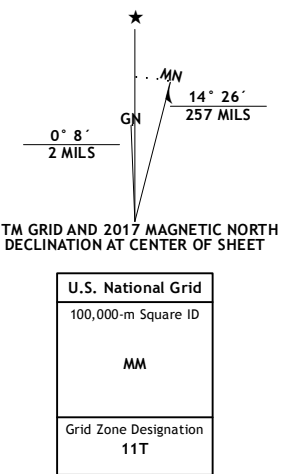 ★
MN
GN
14° 26´
257 MILS
0° 8´
2 MILS
TM GRID AND 2017 MAGNETIC NORTH
DECLINATION AT CENTER OF SHEET
U.S. National Grid
100,000-m Square ID
MM
Grid Zone Designation
11T